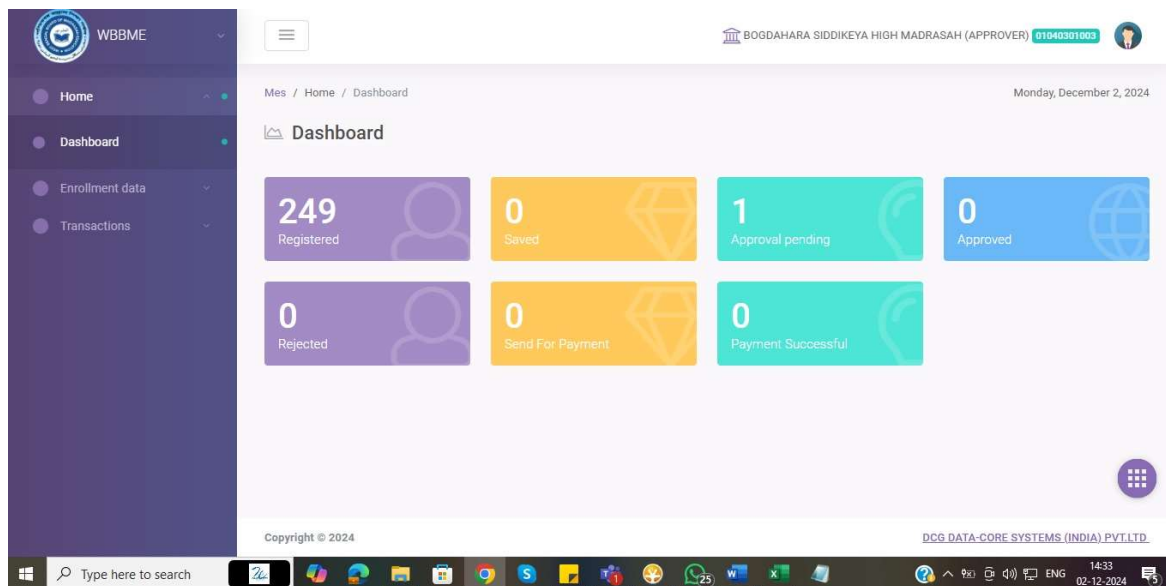 WBBME
BOGDAHARA SIDDIKEYA HIGH MADRASAH (APPROVER) 01040301003
Home
Dashboard
Enrollment data
Transactions
Mes / Home / Dashboard
Monday, December 2, 2024
Dashboard
249
Registered
0
Saved
1
Approval pending
0
Approved
0
Rejected
0
Send For Payment
0
Payment Successful
Copyright © 2024
DCG DATA-CORE SYSTEMS (INDIA) PVT.LTD
Type here to search
25
ENG
14:33
02-12-2024